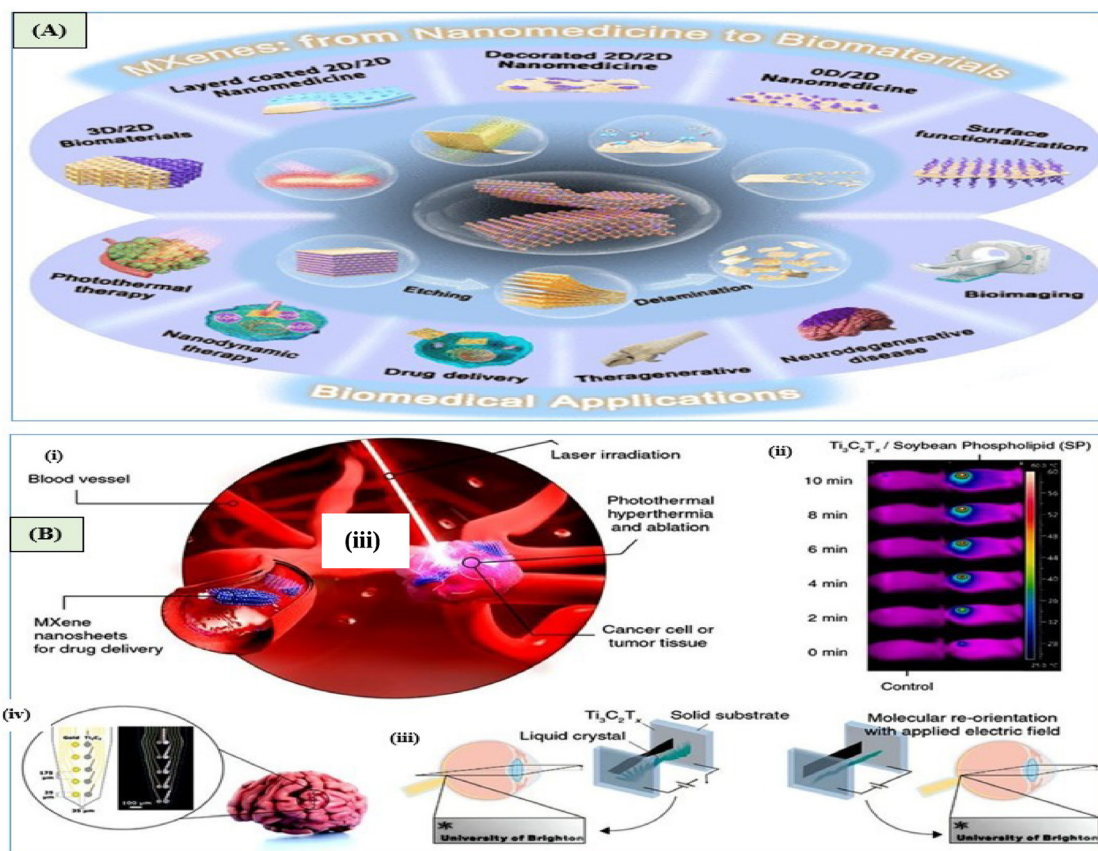 (A)
MXenes: from Nanomedicine to Biomaterials
Layerd coated 2D/2D
Nanomedicine
Decorated 2D/2D
Nanomedicine
0D/2D
Nanomedicine
3D/2D
Biomaterials
Surface
functionalization
Photothermal
therapy
Etching
Delamination
Bioimaging
Nanodynamic
therapy
Drug delivery
Theragenerative
Neurodegenerative
disease
Biomedical Applications
(B)
(i)
Blood vessel
Laser irradiation
Photothermal
hyperthermia
and ablation
(iii)
MXene
nanosheets
for drug delivery
Cancer cell or
tumor tissue
(ii)
Ti₃C₂Tₓ / Soybean Phospholipid (SP)
10 min
8 min
6 min
4 min
2 min
0 min
60
52
44
36
28
Control
(iv)
Gold Ti₃C₂
100 μm
(iii)
Ti₃C₂Tₓ
Solid substrate
Liquid crystal
Molecular re-orientation
with applied electric field
University of Brighton
University of Brighton